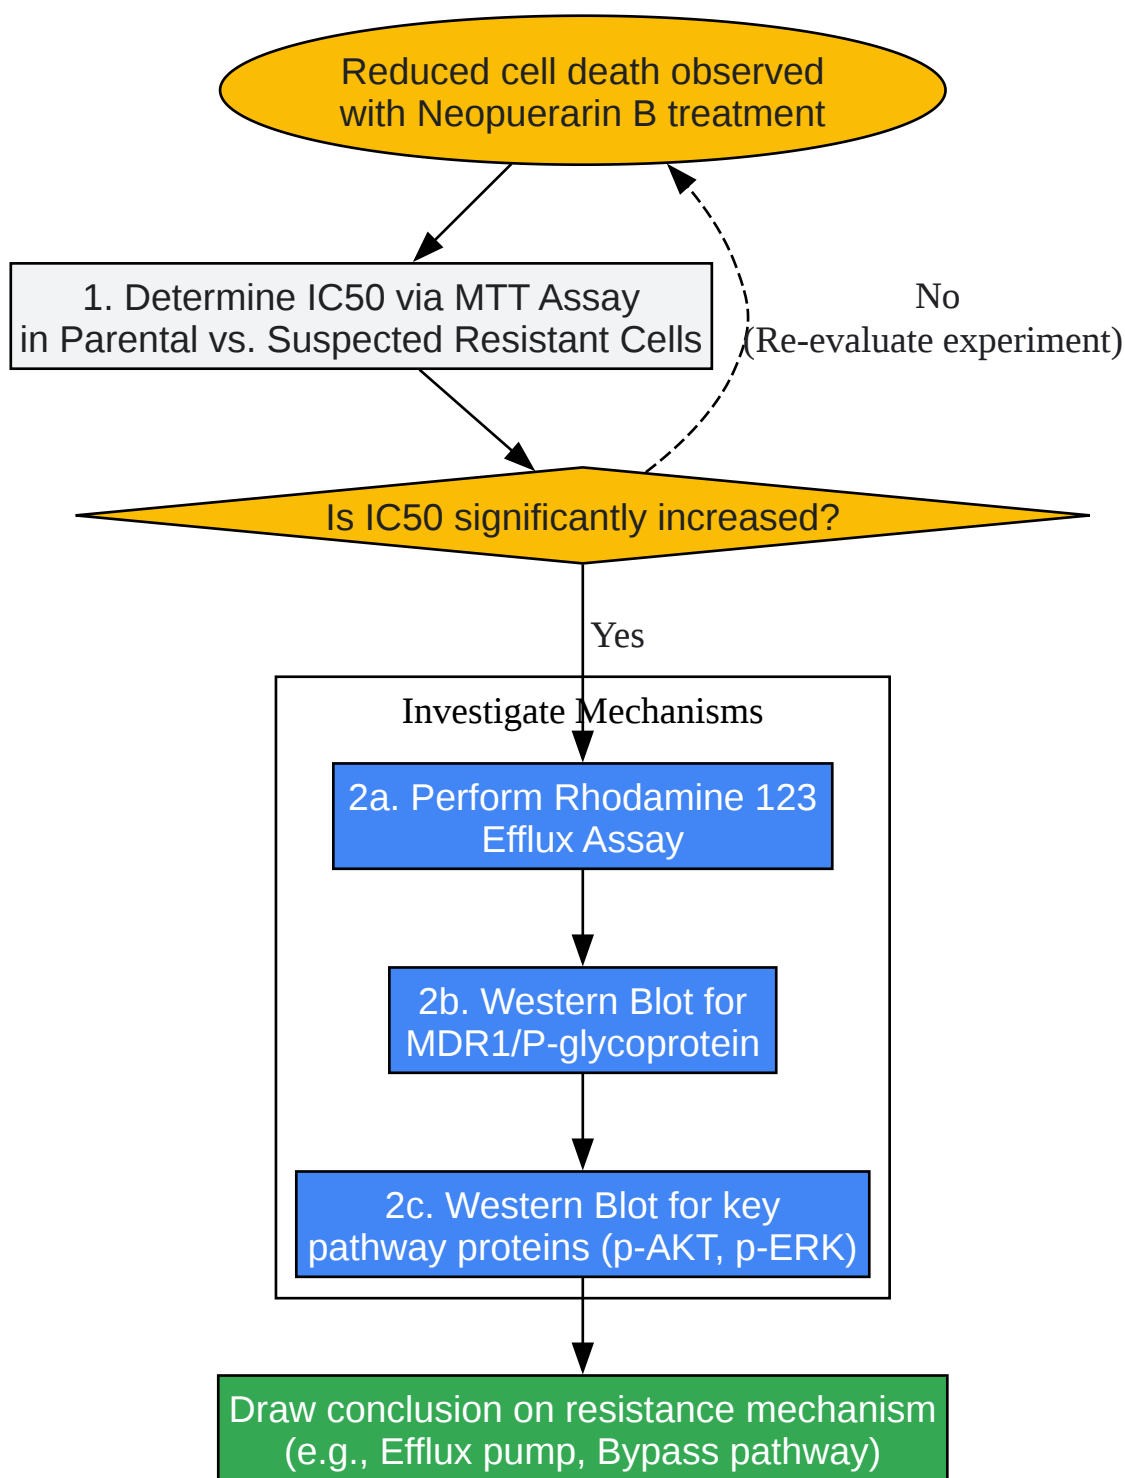 Reduced cell death observed
with Neopuerarin B treatment
1. Determine IC50 via MTT Assay
in Parental vs. Suspected Resistant Cells
No
(Re-evaluate experiment)
Is IC50 significantly increased?
Yes
Investigate Mechanisms
2a. Perform Rhodamine 123
Efflux Assay
2b. Western Blot for
MDR1/P-glycoprotein
2c. Western Blot for key
pathway proteins (p-AKT, p-ERK)
Draw conclusion on resistance mechanism
(e.g., Efflux pump, Bypass pathway)